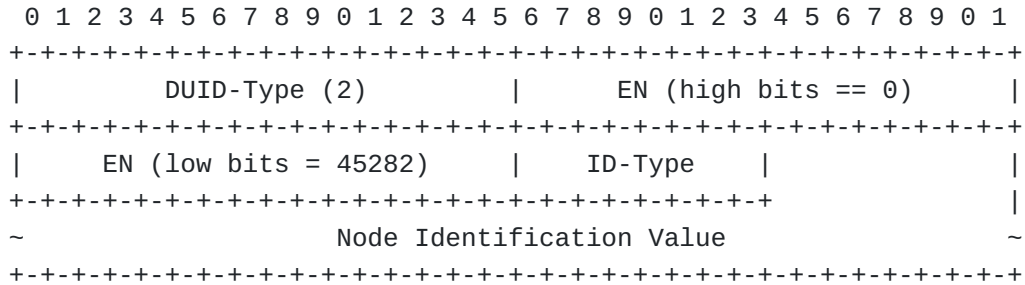 0 1 2 3 4 5 6 7 8 9 0 1 2 3 4 5 6 7 8 9 0 1 2 3 4 5 6 7 8 9 0 1
+-+-+-+-+-+-+-+-+-+-+-+-+-+-+-+-+-+-+-+-+-+-+-+-+-+-+-+-+-+-+-+-+
|         DUID-Type (2)         |      EN (high bits == 0)      |
+-+-+-+-+-+-+-+-+-+-+-+-+-+-+-+-+-+-+-+-+-+-+-+-+-+-+-+-+-+-+-+-+
|     EN (low bits = 45282)     |    ID-Type    |               |
+-+-+-+-+-+-+-+-+-+-+-+-+-+-+-+-+-+-+-+-+-+-+-+-+               |
~                    Node Identification Value                  ~
+-+-+-+-+-+-+-+-+-+-+-+-+-+-+-+-+-+-+-+-+-+-+-+-+-+-+-+-+-+-+-+-+